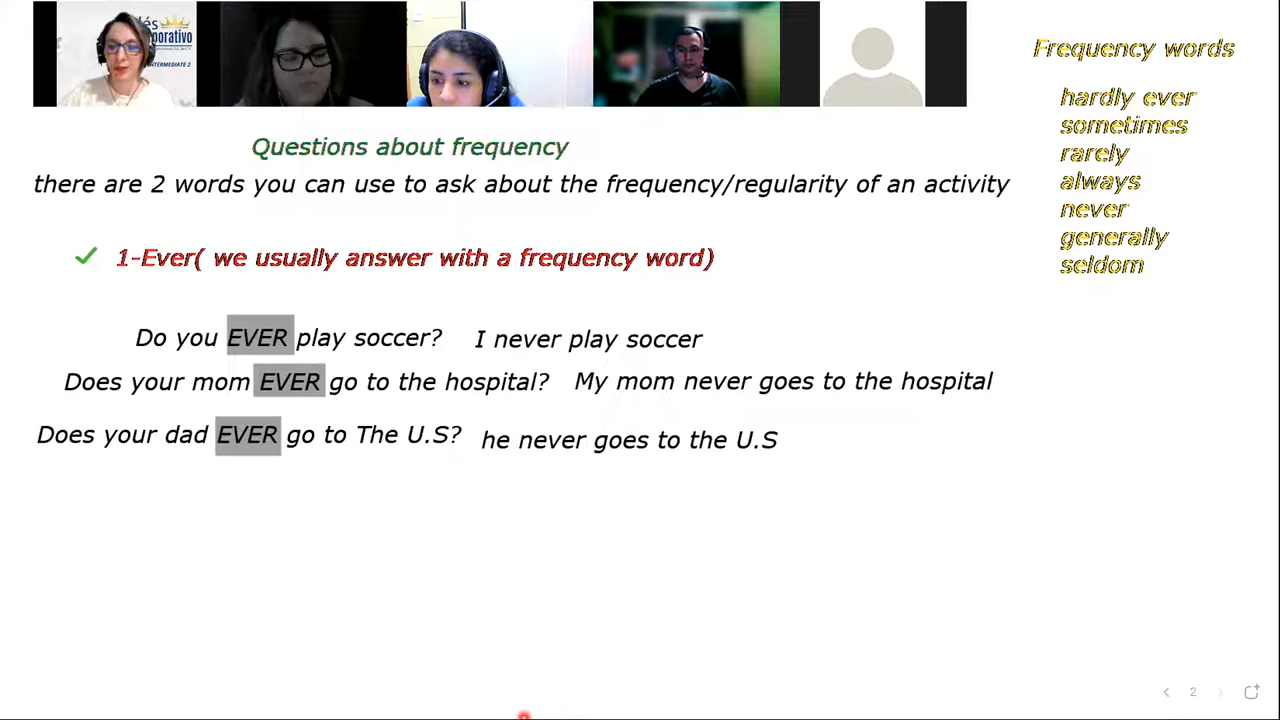 és
porativo
INTERMEDIATE 2
Frequency words
hardly ever
sometimes
rarely
always
never
generally
seldom
Questions about frequency
there are 2 words you can use to ask about the frequency/regularity of an activity
1-Ever( we usually answer with a frequency word)
Do you EVER play soccer? I never play soccer
Does your mom EVER go to the hospital? My mom never goes to the hospital
Does your dad EVER go to The U.S? he never goes to the U.S
2